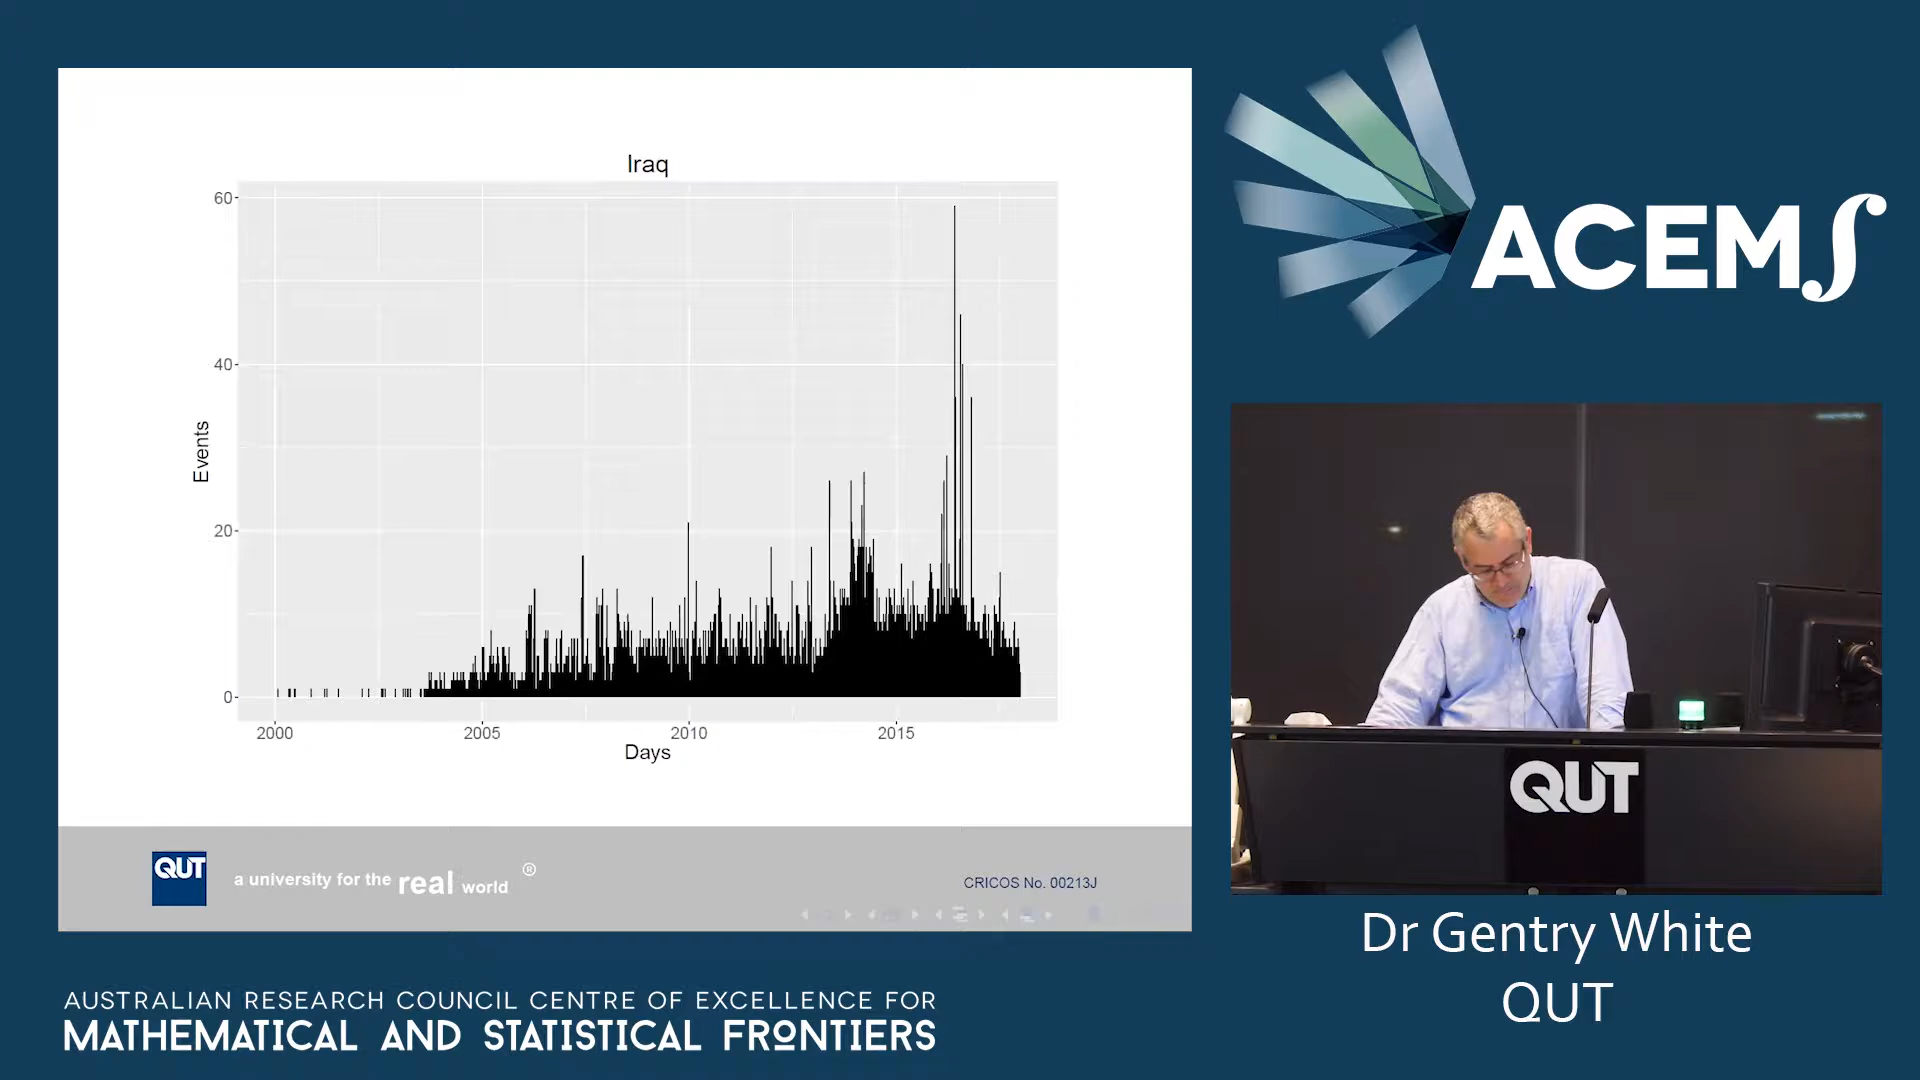 Iraq
60
40
20
0
Events
2000
2005
2010
2015
Days
QUT
a university for the real world ®
CRICOS No. 00213J
ACEMS
QUT
Dr Gentry White
QUT
AUSTRALIAN RESEARCH COUNCIL CENTRE OF EXCELLENCE FOR
MATHEMATICAL AND STATISTICAL FRONTIERS